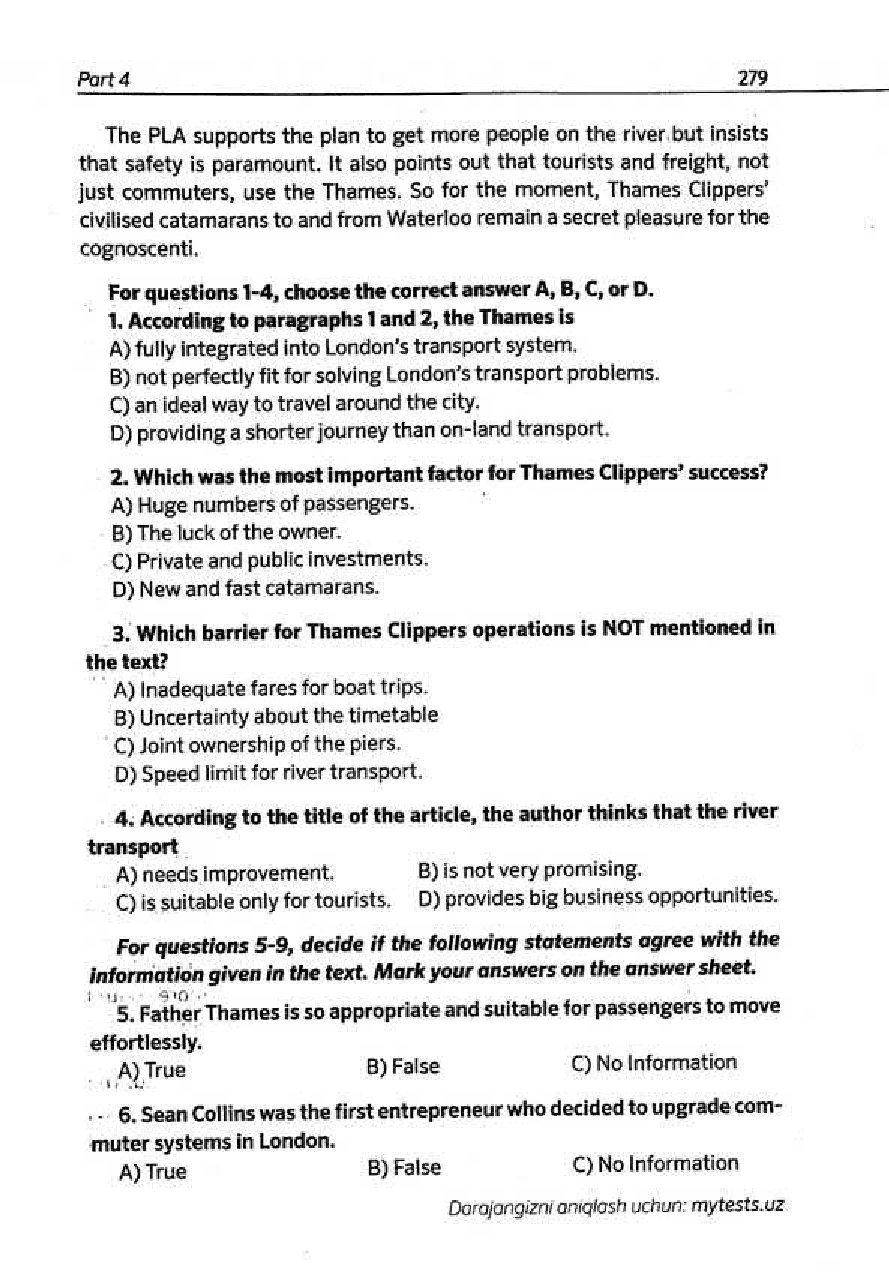 Part 4 279
The PLA supports the plan to get more people on the river but insists
that safety is paramount. It also points out that tourists and freight, not
just commuters, use the Thames. So for the moment, Thames Clippers'
civilised catamarans to and from Waterloo remain a secret pleasure for the
cognoscenti.
For questions 1-4, choose the correct answer A, B, C, or D.
1. According to paragraphs 1 and 2, the Thames is
A) fully integrated into London's transport system.
B) not perfectly fit for solving London's transport problems.
C) an ideal way to travel around the city.
D) providing a shorter journey than on-land transport.
2. Which was the most important factor for Thames Clippers' success?
A) Huge numbers of passengers.
B) The luck of the owner.
C) Private and public investments.
D) New and fast catamarans.
3. Which barrier for Thames Clippers operations is NOT mentioned in
the text?
A) Inadequate fares for boat trips.
B) Uncertainty about the timetable
C) Joint ownership of the piers.
D) Speed limit for river transport.
4. According to the title of the article, the author thinks that the river
transport
A) needs improvement. B) is not very promising.
C) is suitable only for tourists. D) provides big business opportunities.
For questions 5-9, decide if the following statements agree with the
information given in the text. Mark your answers on the answer sheet.
5. Father Thames is so appropriate and suitable for passengers to move
effortlessly.
A) True B) False C) No Information
6. Sean Collins was the first entrepreneur who decided to upgrade com-
muter systems in London.
A) True B) False C) No Information
Darajangizni aniqlash uchun: mytests.uz